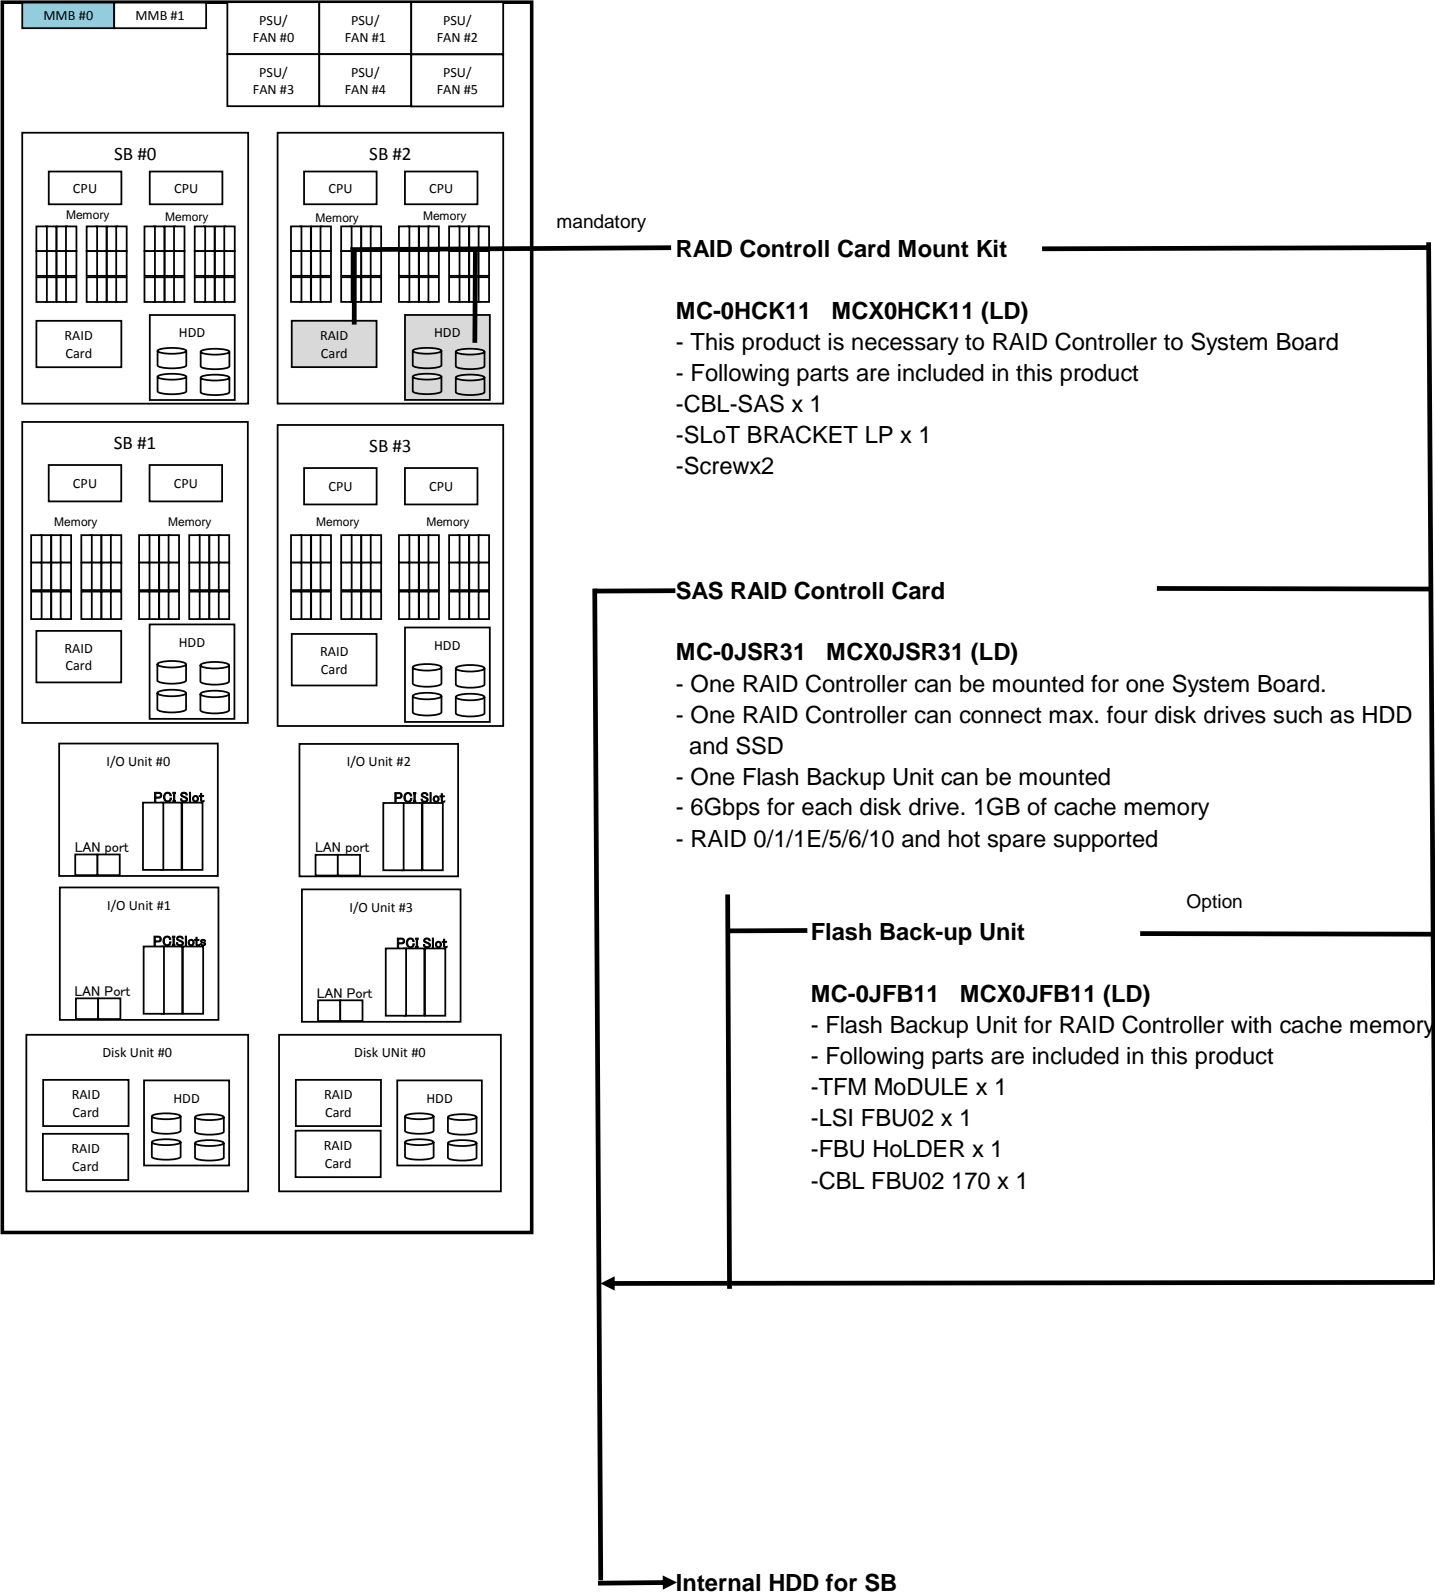 MMB #0
MMB #1
PSU/
FAN #0
PSU/
FAN #1
PSU/
FAN #2
PSU/
FAN #3
PSU/
FAN #4
PSU/
FAN #5
SB #0
CPU
CPU
Memory
Memory
RAID
Card
HDD
SB #2
CPU
CPU
Memory
Memory
RAID
Card
HDD
SB #1
CPU
CPU
Memory
Memory
RAID
Card
HDD
SB #3
CPU
CPU
Memory
Memory
RAID
Card
HDD
I/O Unit #0
PCI Slot
LAN port
I/O Unit #2
PCI Slot
LAN port
I/O Unit #1
PCISlots
LAN Port
I/O Unit #3
PCI Slot
LAN Port
Disk Unit #0
RAID
Card
RAID
Card
HDD
Disk UNit #0
RAID
Card
RAID
Card
HDD
mandatory
RAID Controll Card Mount Kit
MC-0HCK11 MCX0HCK11 (LD)
- This product is necessary to RAID Controller to System Board
- Following parts are included in this product
-CBL-SAS x 1
-SLoT BRACKET LP x 1
-Screwx2
SAS RAID Controll Card
MC-0JSR31 MCX0JSR31 (LD)
- One RAID Controller can be mounted for one System Board.
- One RAID Controller can connect max. four disk drives such as HDD
and SSD
- One Flash Backup Unit can be mounted
- 6Gbps for each disk drive. 1GB of cache memory
- RAID 0/1/1E/5/6/10 and hot spare supported
Option
Flash Back-up Unit
MC-0JFB11 MCX0JFB11 (LD)
- Flash Backup Unit for RAID Controller with cache memory
- Following parts are included in this product
-TFM MoDULE x 1
-LSI FBU02 x 1
-FBU HoLDER x 1
-CBL FBU02 170 x 1
Internal HDD for SB